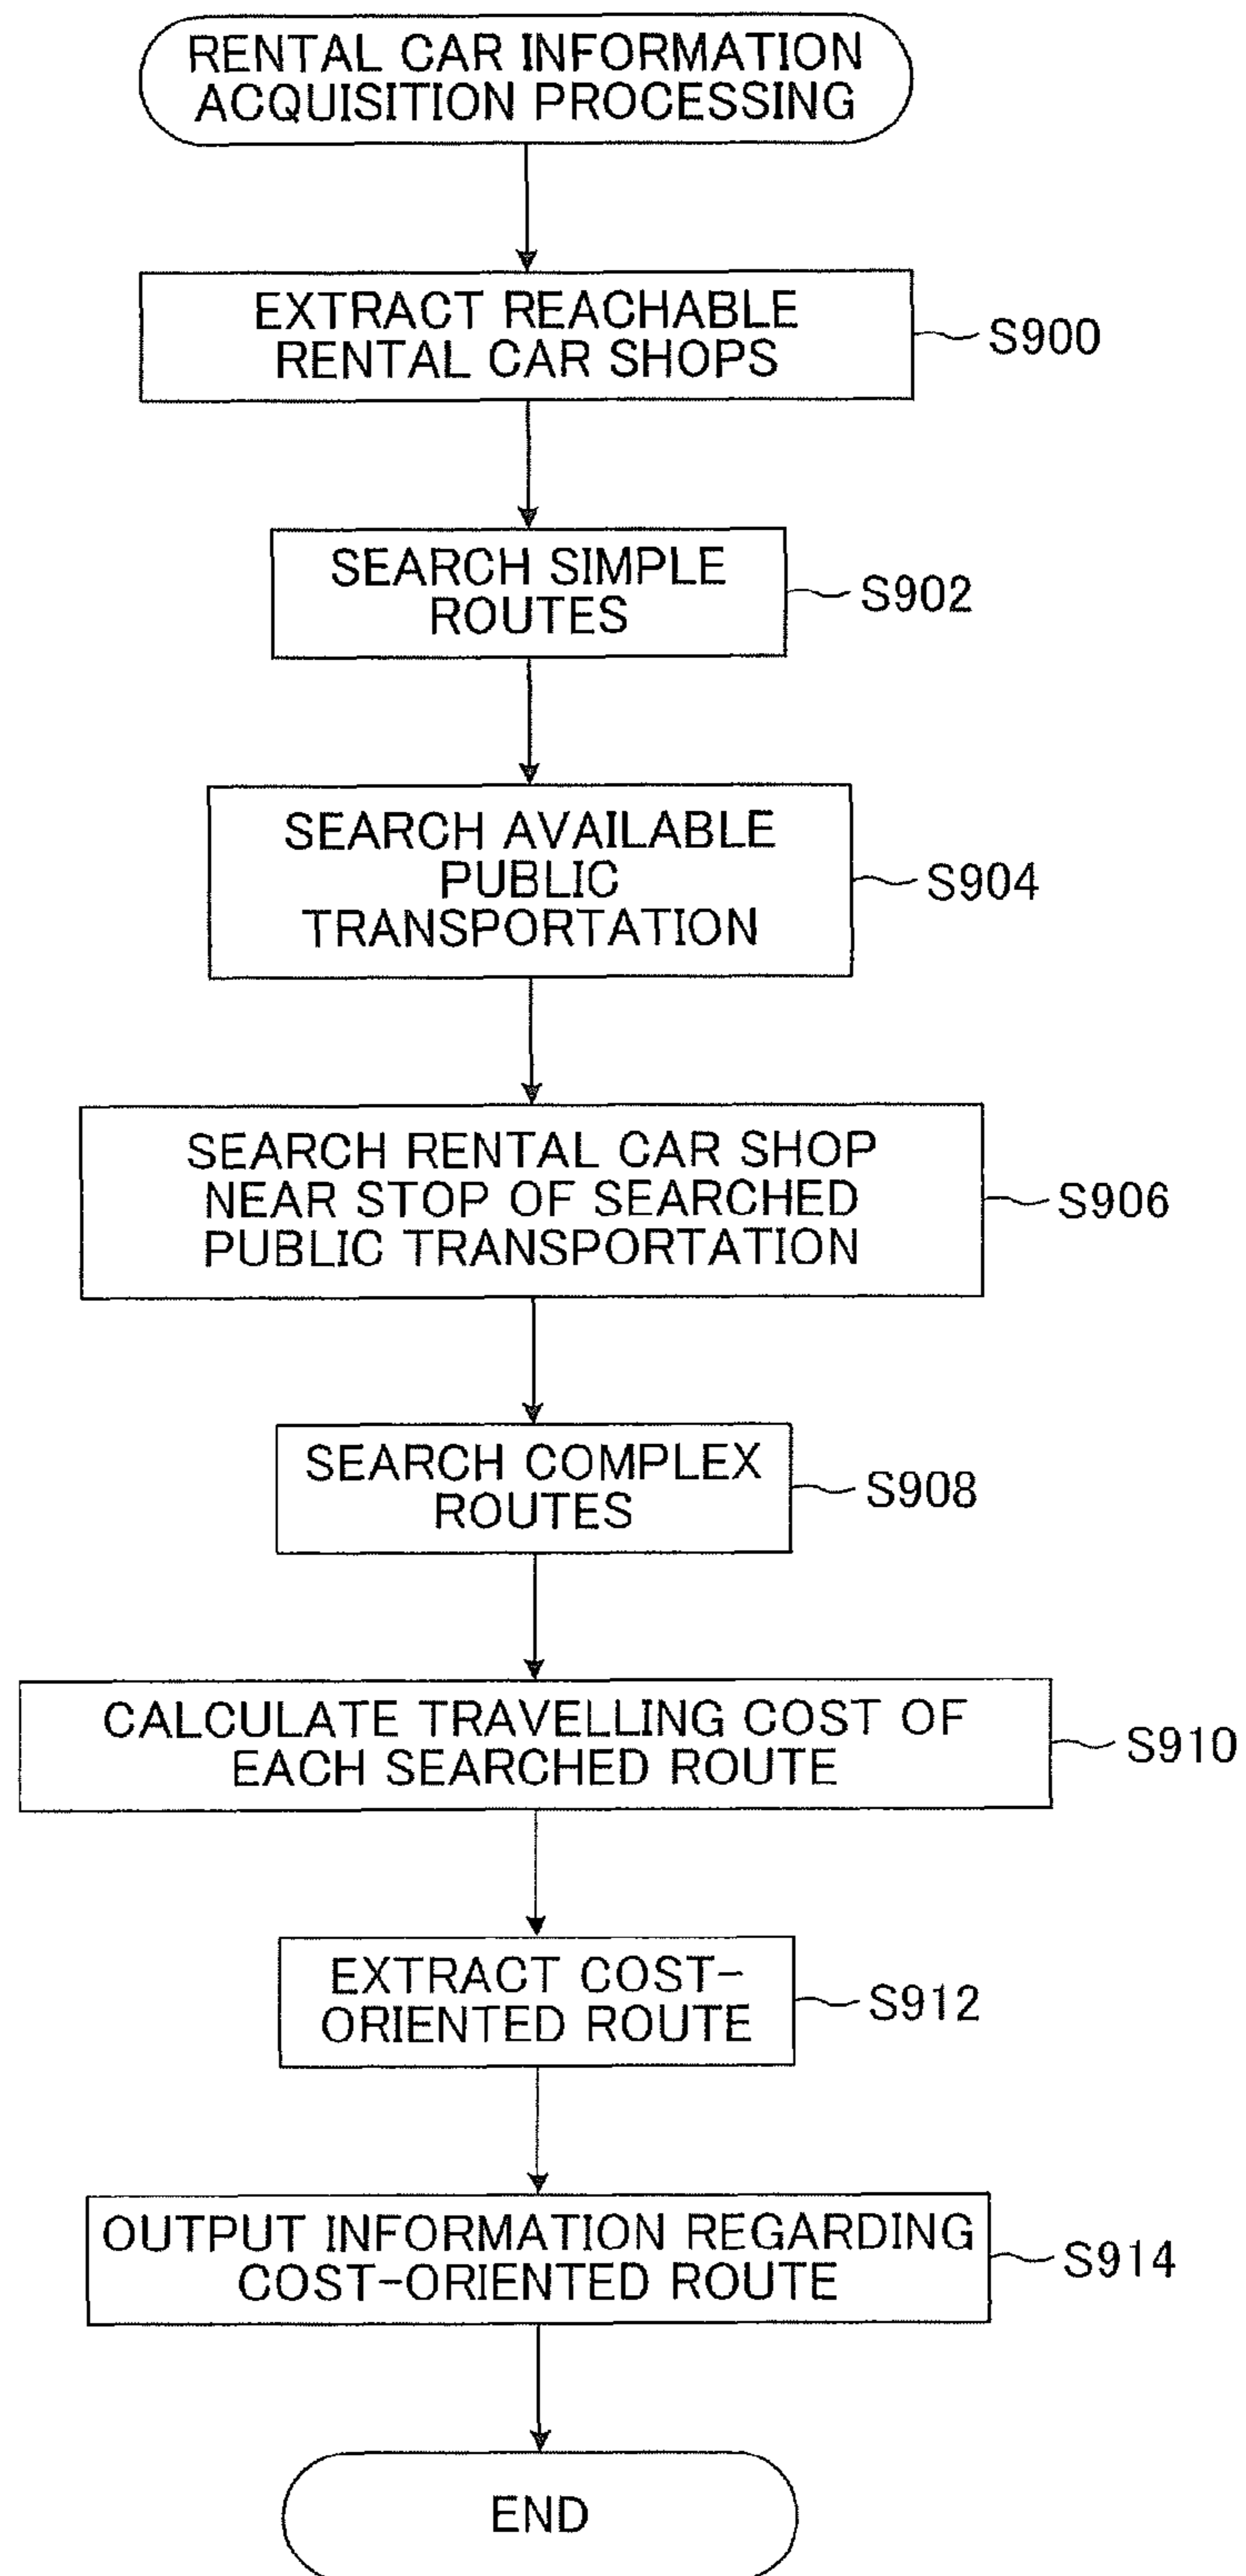 RENTAL CAR INFORMATION
ACQUISITION PROCESSING
EXTRACT REACHABLE
RENTAL CAR SHOPS
S900
SEARCH SIMPLE
ROUTES
S902
SEARCH AVAILABLE
PUBLIC
TRANSPORTATION
S904
SEARCH RENTAL CAR SHOP
NEAR STOP OF SEARCHED
PUBLIC TRANSPORTATION
S906
SEARCH COMPLEX
ROUTES
S908
CALCULATE TRAVELLING COST OF
EACH SEARCHED ROUTE
S910
EXTRACT COST-
ORIENTED ROUTE
S912
OUTPUT INFORMATION REGARDING
COST-ORIENTED ROUTE
S914
END